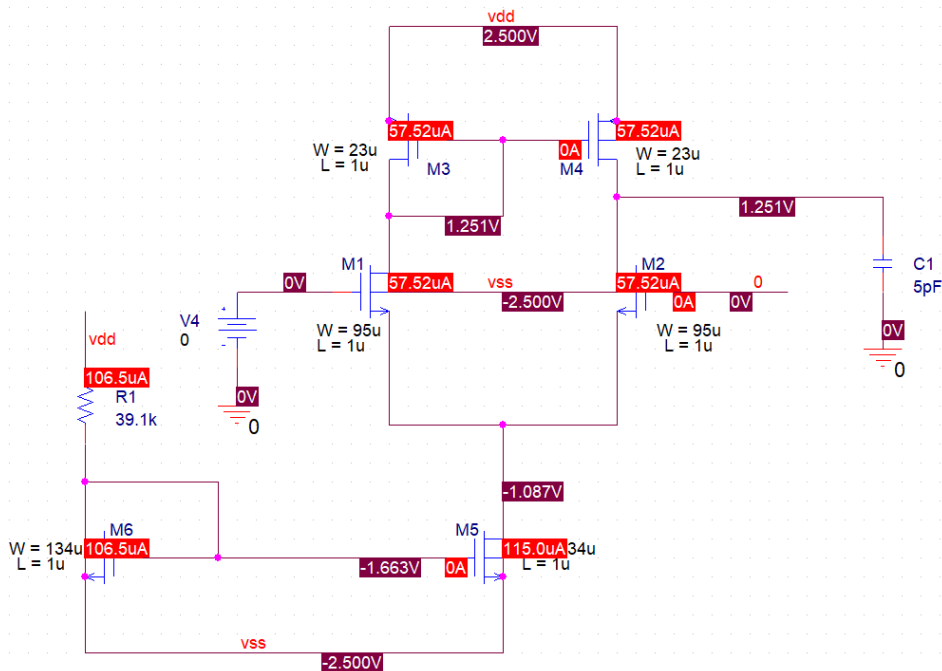 vdd
2.500V
57.52uA
57.52uA
W = 23u
L = 1u
M3
0A
M4
W = 23u
L = 1u
1.251V
1.251V
M1
M2
C1
5pF
0V
57.52uA
vss
-2.500V
57.52uA
0A
0V
0
V4
0
W = 95u
L = 1u
W = 95u
L = 1u
0V
0
vdd
106.5uA
R1
39.1k
0V
0
-1.087V
M6
M5
W = 134u
L = 1u
106.5uA
-1.663V
0A
115.0uA
34u
L = 1u
vss
-2.500V